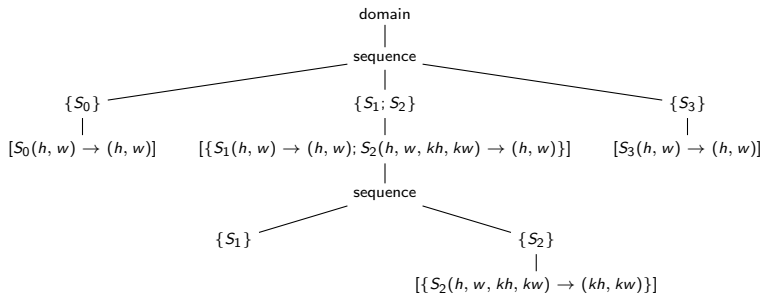 domain
sequence
{S₀} {S₁; S₂} {S₃}
[S₀(h, w) → (h, w)] [{S₁(h, w) → (h, w); S₂(h, w, kh, kw) → (h, w)}] [S₃(h, w) → (h, w)]
sequence
{S₁} {S₂}
[{S₂(h, w, kh, kw) → (kh, kw)}]